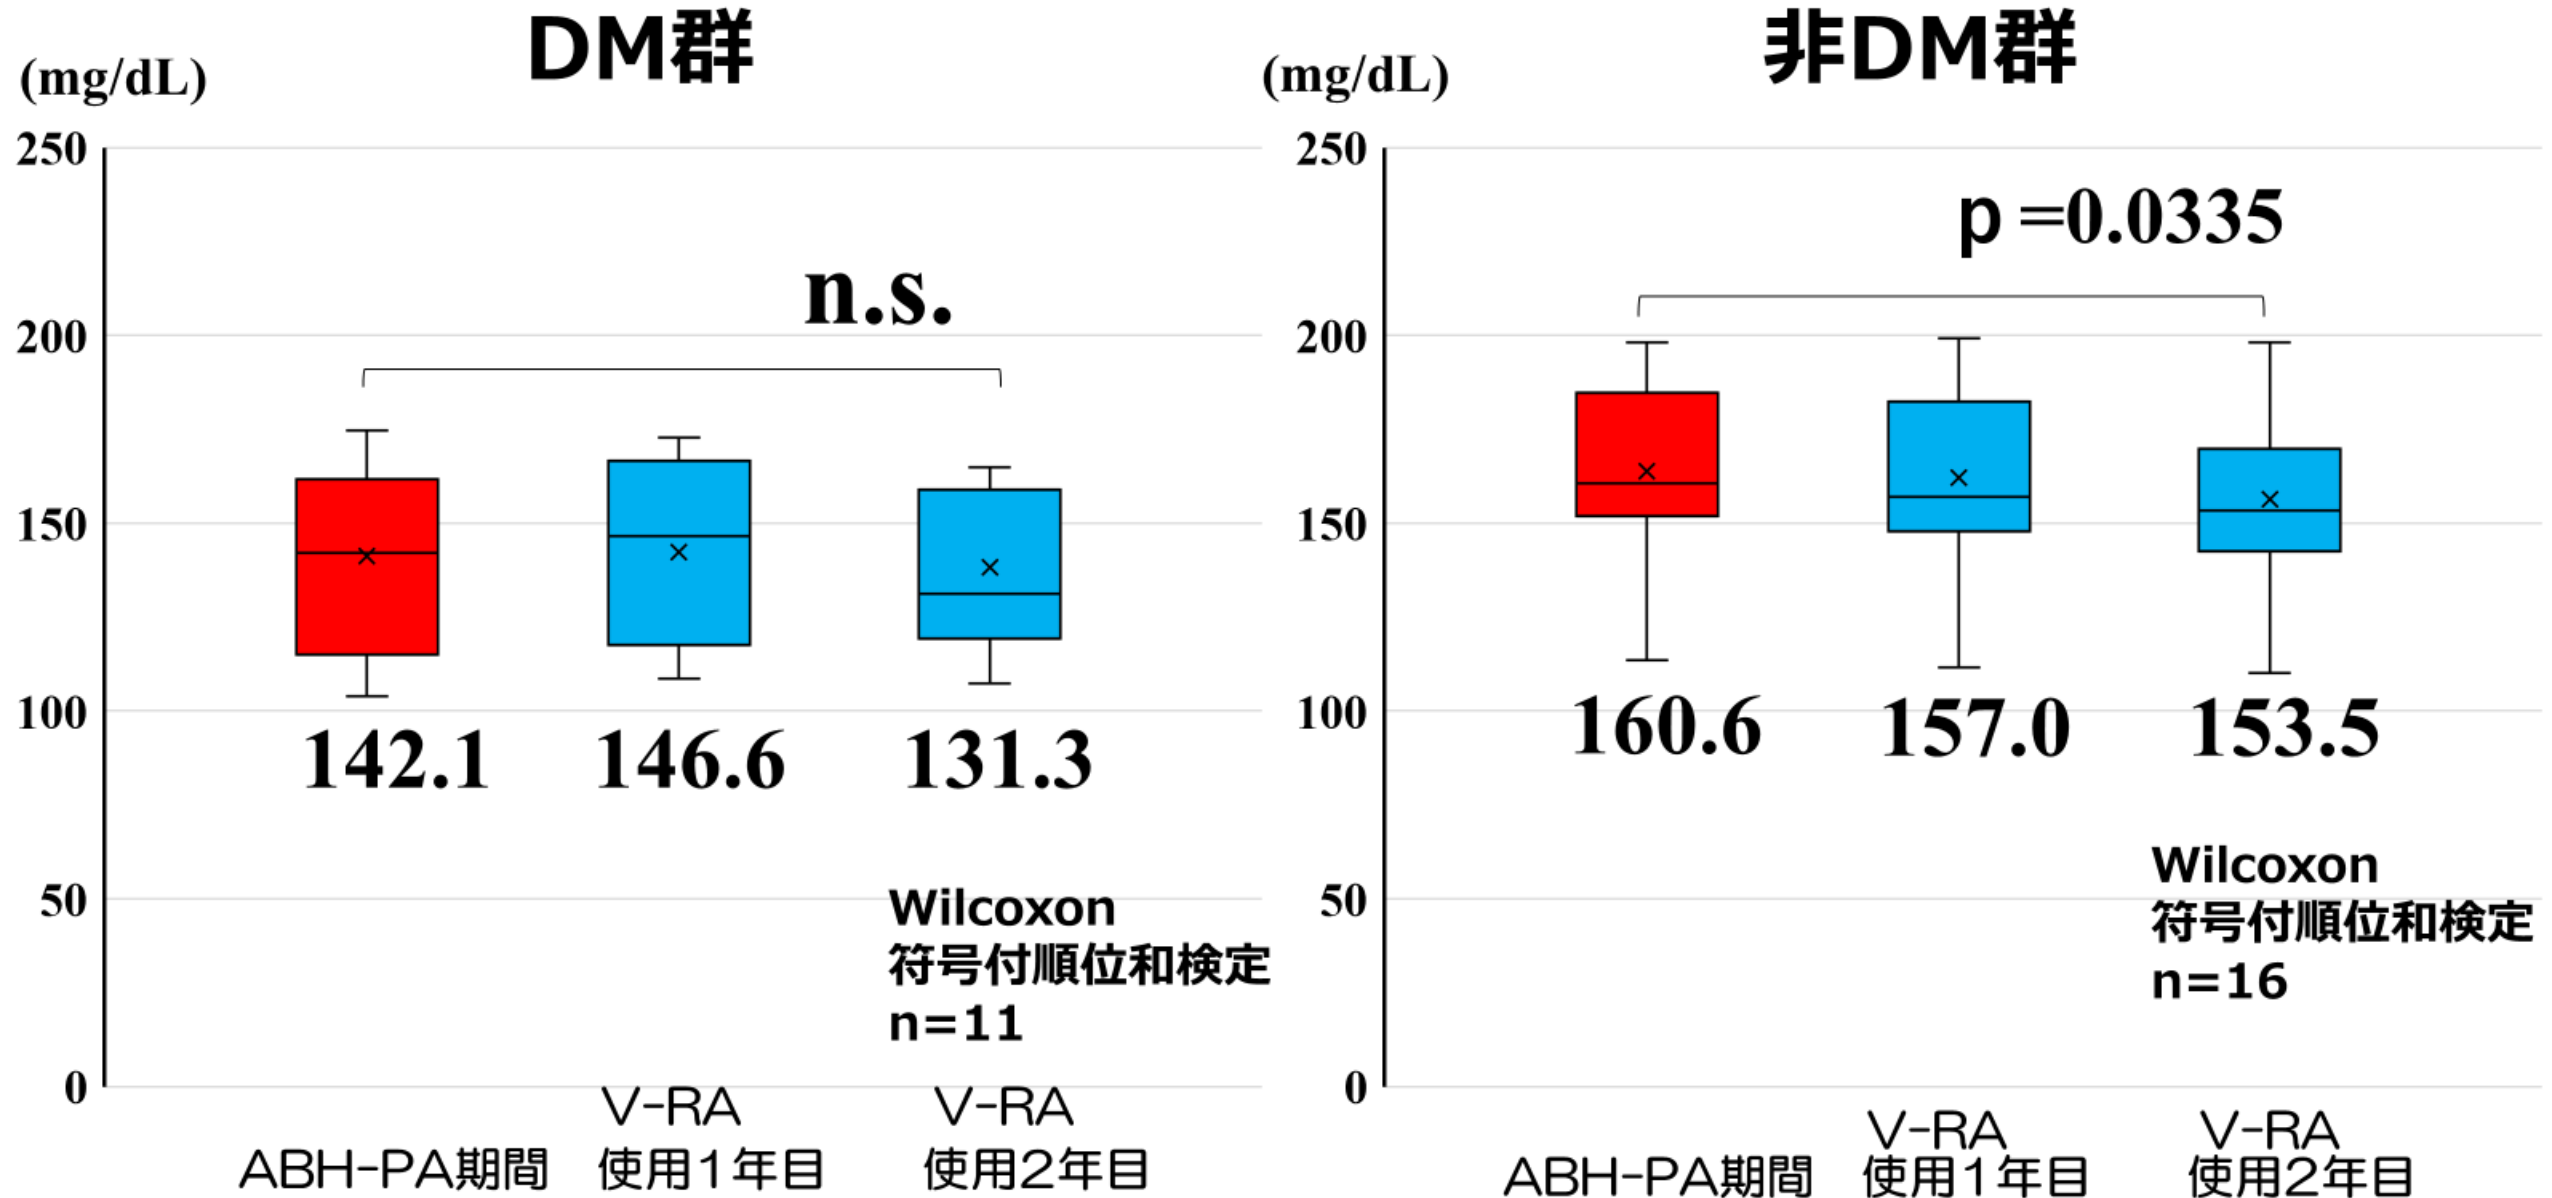 DM群
(mg/dL)
250
200
150
100
50
0
n.s.
142.1
146.6
131.3
Wilcoxon
符号付順位和検定
n=11
ABH-PA期間
V-RA
使用1年目
V-RA
使用2年目
非DM群
(mg/dL)
250
200
150
100
50
0
p =0.0335
160.6
157.0
153.5
Wilcoxon
符号付順位和検定
n=16
ABH-PA期間
V-RA
使用1年目
V-RA
使用2年目